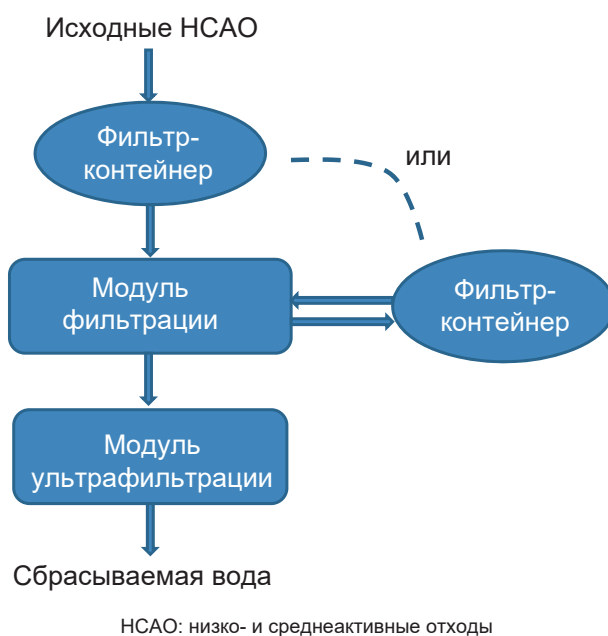 Исходные НСАО
Фильтр-
контейнер
или
Модуль
фильтрации
Фильтр-
контейнер
Модуль
ультрафильтрации
Сбрасываемая вода
НСАО: низко- и среднеактивные отходы